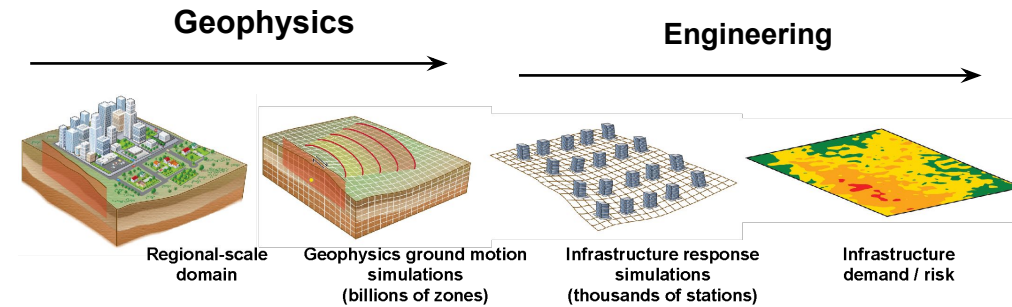 Geophysics
Engineering
Regional-scale
domain
Geophysics ground motion
simulations
(billions of zones)
Infrastructure response
simulations
(thousands of stations)
Infrastructure
demand / risk